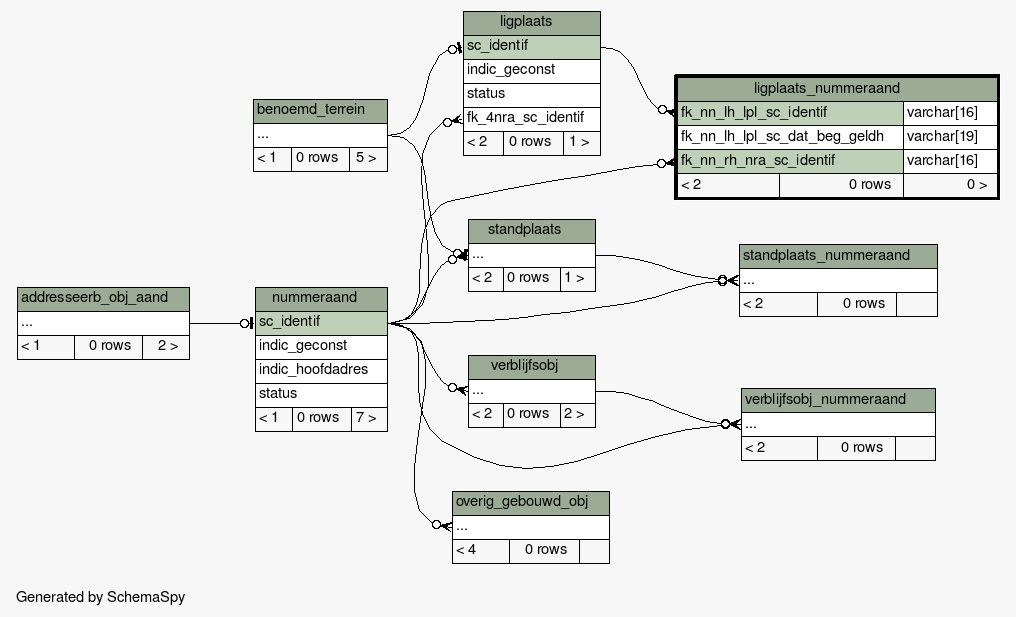 ligplaats
sc_identif
indic_geconst
status
fk_4nra_sc_identif
< 2 0 rows 1 >
ligplaats_nummeraand
fk_nn_lh_lpl_sc_identif varchar[16]
fk_nn_lh_lpl_sc_dat_beg_geldh varchar[19]
fk_nn_rh_nra_sc_identif varchar[16]
< 2 0 rows 0 >
benoemd_terrein
...
< 1 0 rows 5 >
standplaats
...
< 2 0 rows 1 >
standplaats_nummeraand
...
< 2 0 rows
addresseerb_obj_aand
...
< 1 0 rows 2 >
nummeraand
sc_identif
indic_geconst
indic_hoofdadres
status
< 1 0 rows 7 >
verblijfsobj
...
< 2 0 rows 2 >
verblijfsobj_nummeraand
...
< 2 0 rows
overig_gebouwd_obj
...
< 4 0 rows
Generated by SchemaSpy